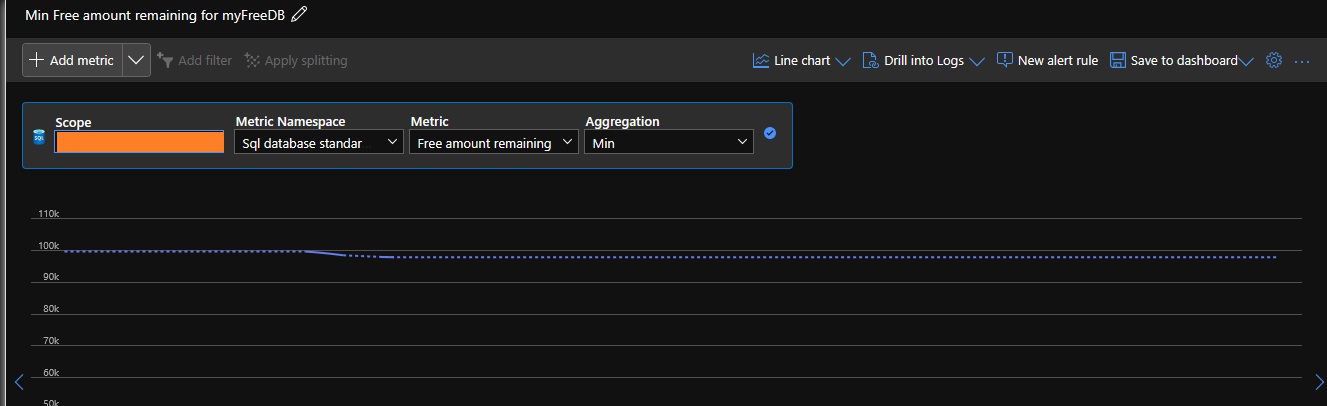 Min Free amount remaining for myFreeDB
Add metric Add filter Apply splitting Line chart Drill into Logs New alert rule Save to dashboard ...
Scope Metric Namespace Metric Aggregation
SQL Sql database standar... Free amount remaining Min
110k
100k
90k
80k
70k
60k
50k